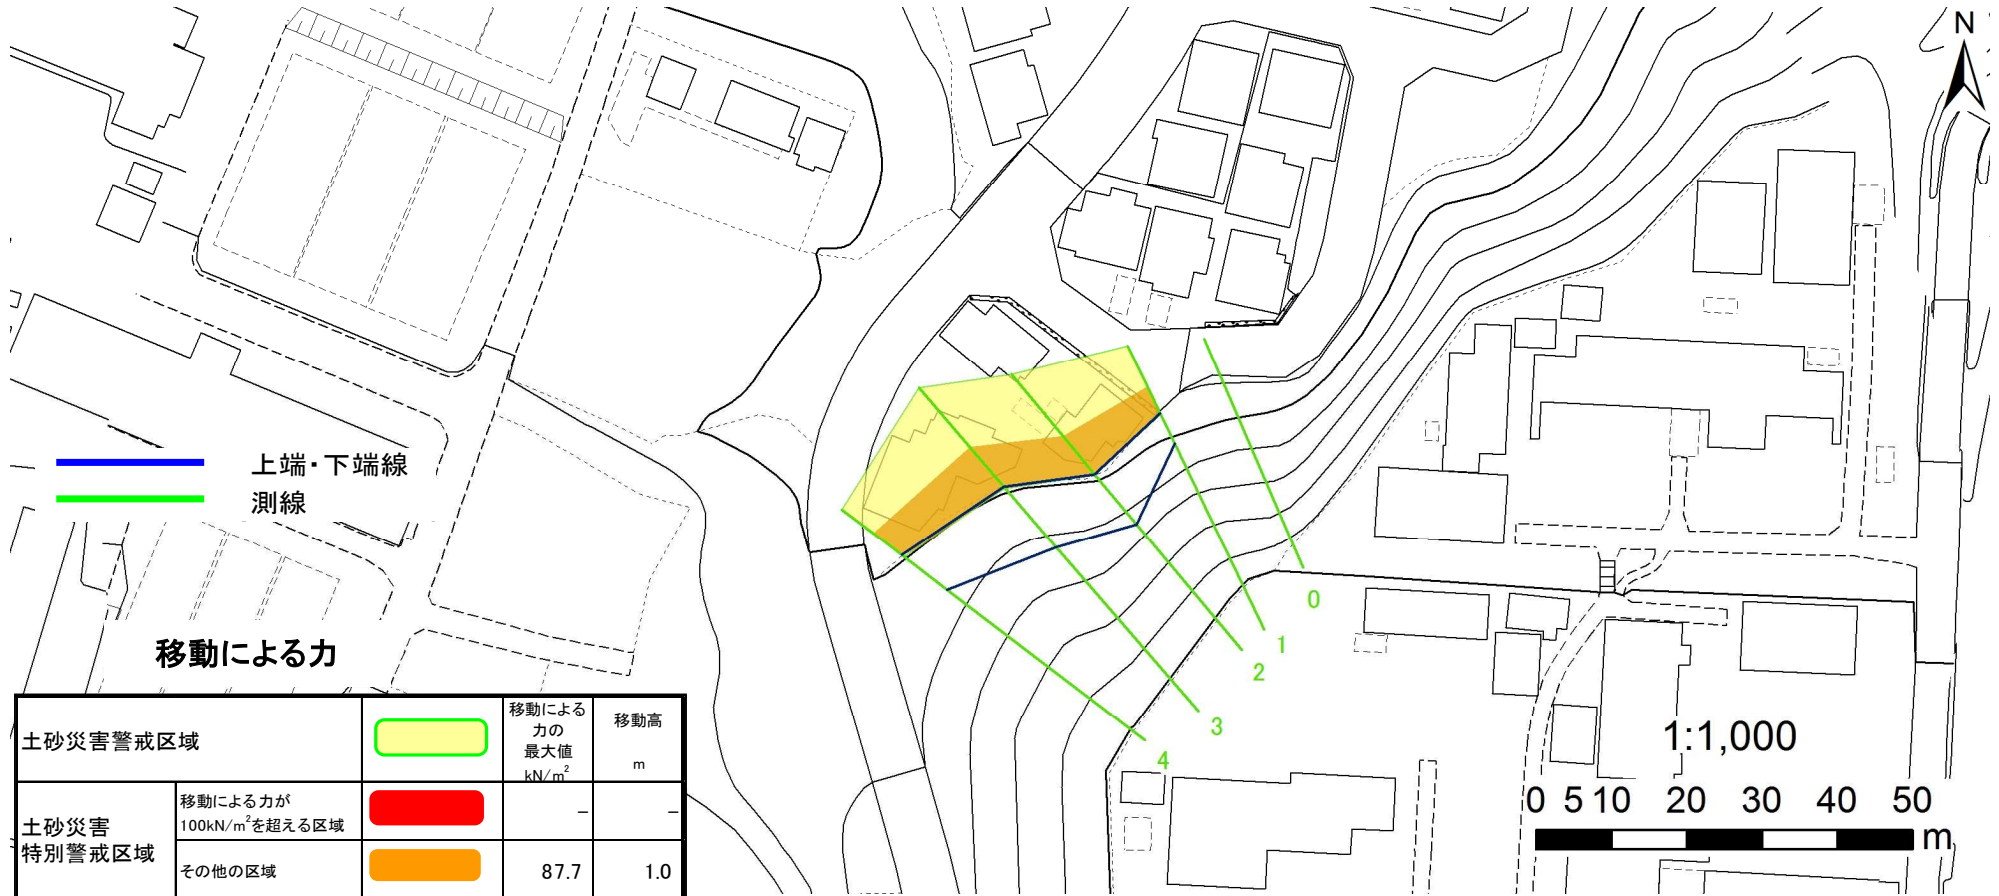 N
上端・下端線
測線
0
1
2
3
4
移動による力
土砂災害警戒区域
移動による
力の
最大値
kN/m²
移動高
m
土砂災害
特別警戒区域
移動による力が
100kN/m²を超える区域
－
－
その他の区域
87.7
1.0
1:1,000
0 5 10 20 30 40 50
m